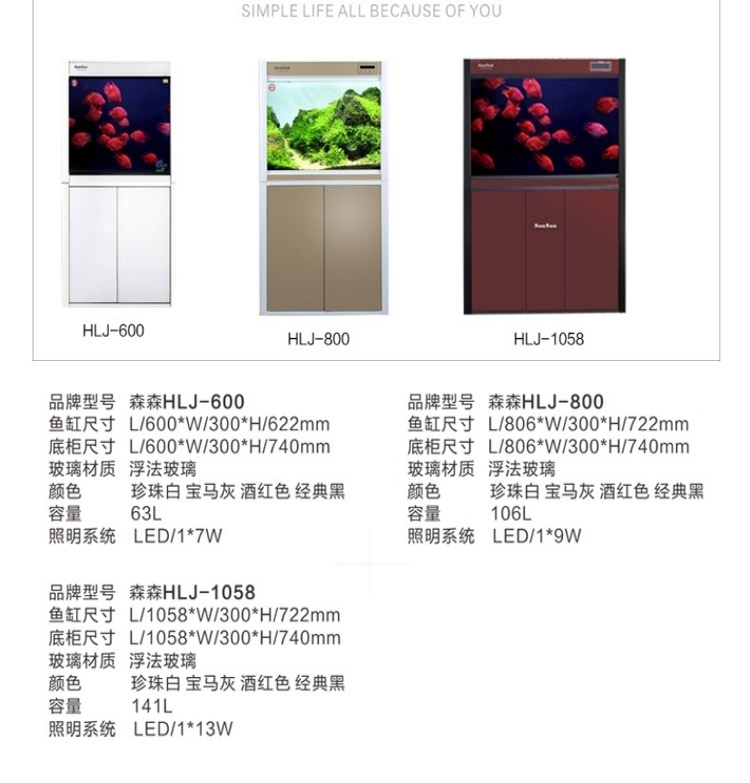 SIMPLE LIFE ALL BECAUSE OF YOU
HLJ-600
HLJ-800
HLJ-1058
品牌型号 森森HLJ-600
鱼缸尺寸 L/600*W/300*H/622mm
底柜尺寸 L/600*W/300*H/740mm
玻璃材质 浮法玻璃
颜色 珍珠白 宝马灰 酒红色 经典黑
容量 63L
照明系统 LED/1*7W
品牌型号 森森HLJ-800
鱼缸尺寸 L/806*W/300*H/722mm
底柜尺寸 L/806*W/300*H/740mm
玻璃材质 浮法玻璃
颜色 珍珠白 宝马灰 酒红色 经典黑
容量 106L
照明系统 LED/1*9W
品牌型号 森森HLJ-1058
鱼缸尺寸 L/1058*W/300*H/722mm
底柜尺寸 L/1058*W/300*H/740mm
玻璃材质 浮法玻璃
颜色 珍珠白 宝马灰 酒红色 经典黑
容量 141L
照明系统 LED/1*13W